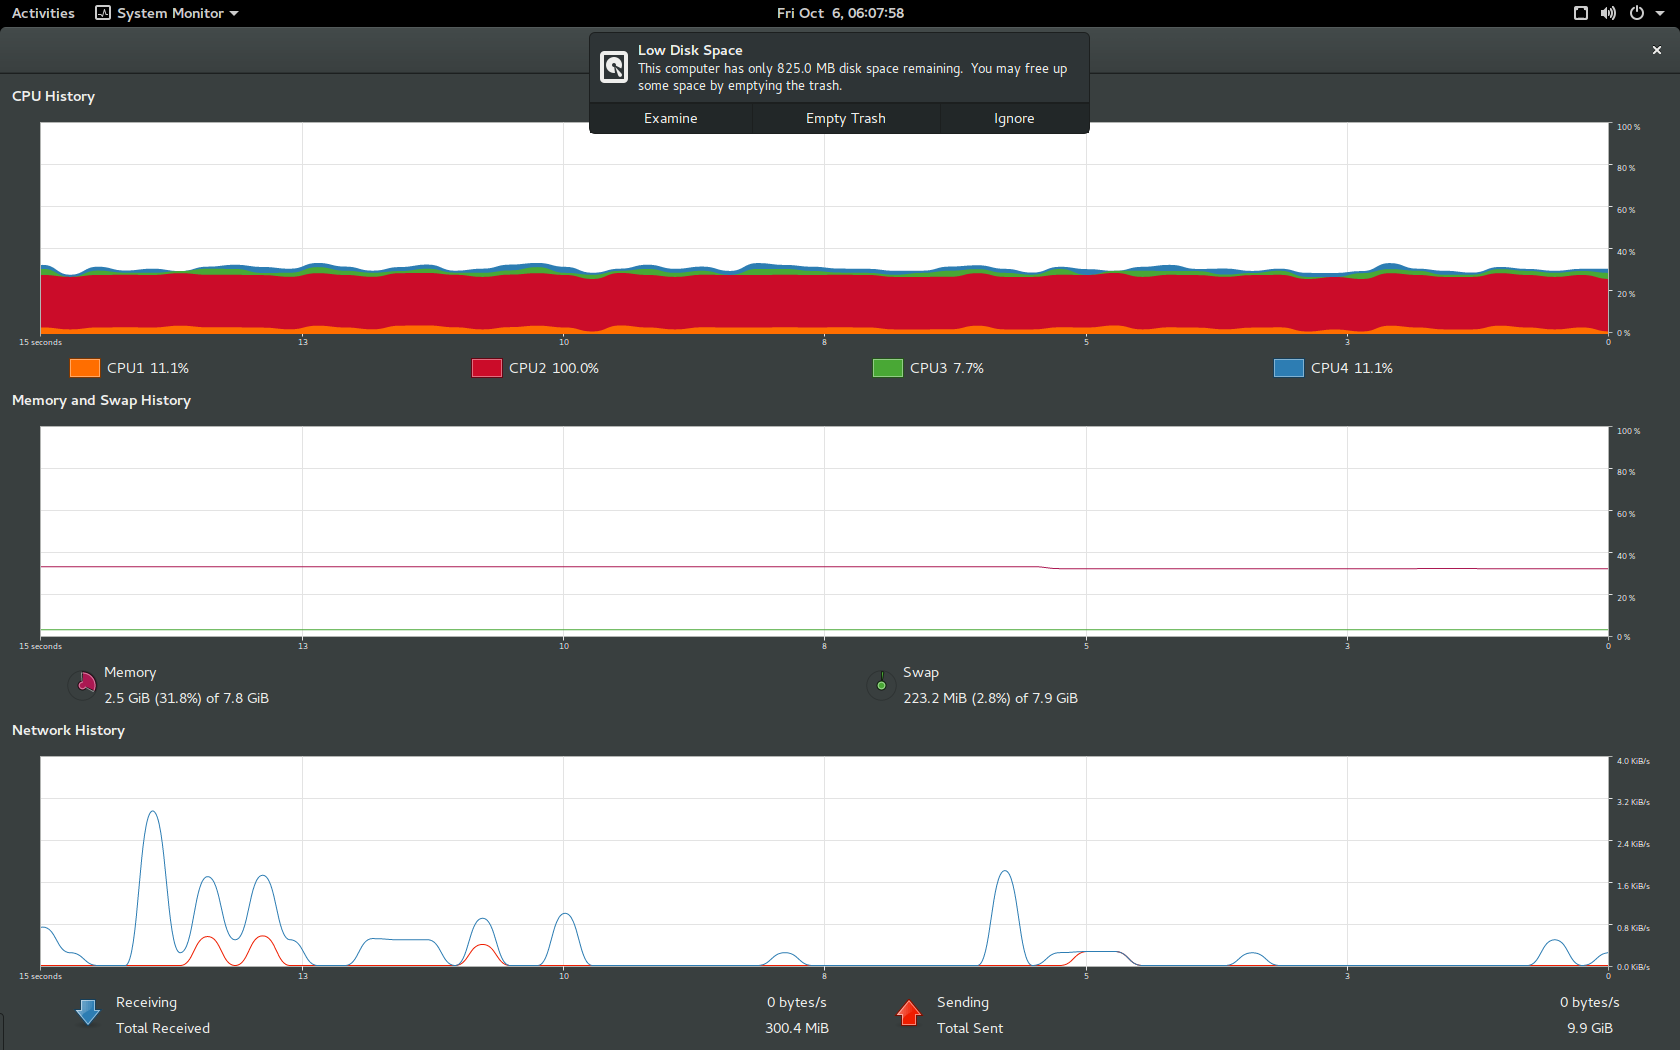 Activities System Monitor Fri Oct 6, 06:07:58
Low Disk Space
This computer has only 825.0 MB disk space remaining. You may free up
some space by emptying the trash.
Examine Empty Trash Ignore
CPU History
100 %
80 %
60 %
40 %
20 %
0 %
15 seconds 13 10 8 5 3 0
CPU1 11.1% CPU2 100.0% CPU3 7.7% CPU4 11.1%
Memory and Swap History
100 %
80 %
60 %
40 %
20 %
0 %
15 seconds 13 10 8 5 3 0
Memory Swap
2.5 GiB (31.8%) of 7.8 GiB 223.2 MiB (2.8%) of 7.9 GiB
Network History
4.0 KiB/s
3.2 KiB/s
2.4 KiB/s
1.6 KiB/s
0.8 KiB/s
0.0 KiB/s
15 seconds 13 10 8 5 3 0
Receiving 0 bytes/s Sending 0 bytes/s
Total Received 300.4 MiB Total Sent 9.9 GiB